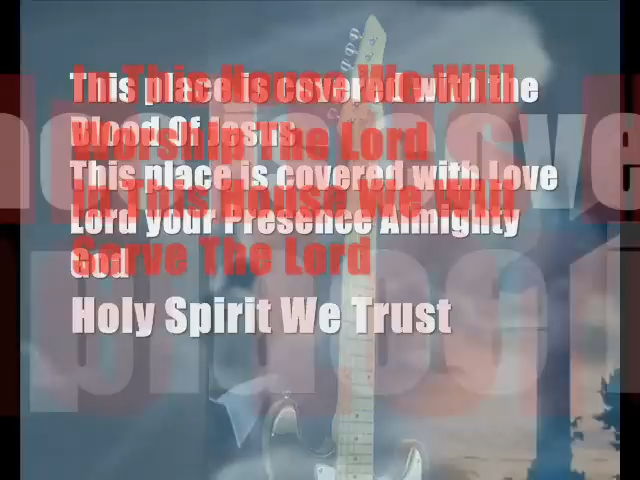 This place is covered with the
Blood Of Jesus
This place is covered with Love
Lord your Presence Almighty
God
Holy Spirit We Trust
In This House We Will
Worship The Lord
In This House We Will
Serve The Lord